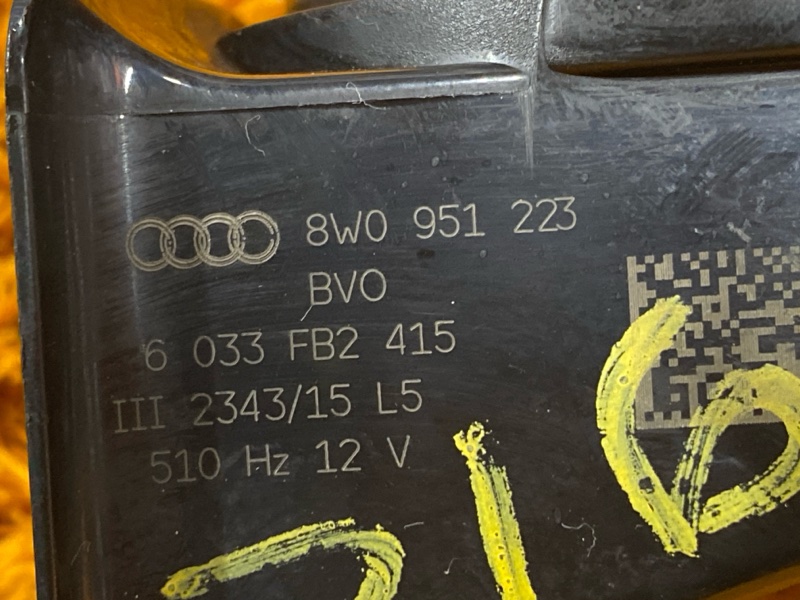 8W0 951 223
BVO
6 033 FB2 415
III 2343/15 L5
510 Hz 12 V